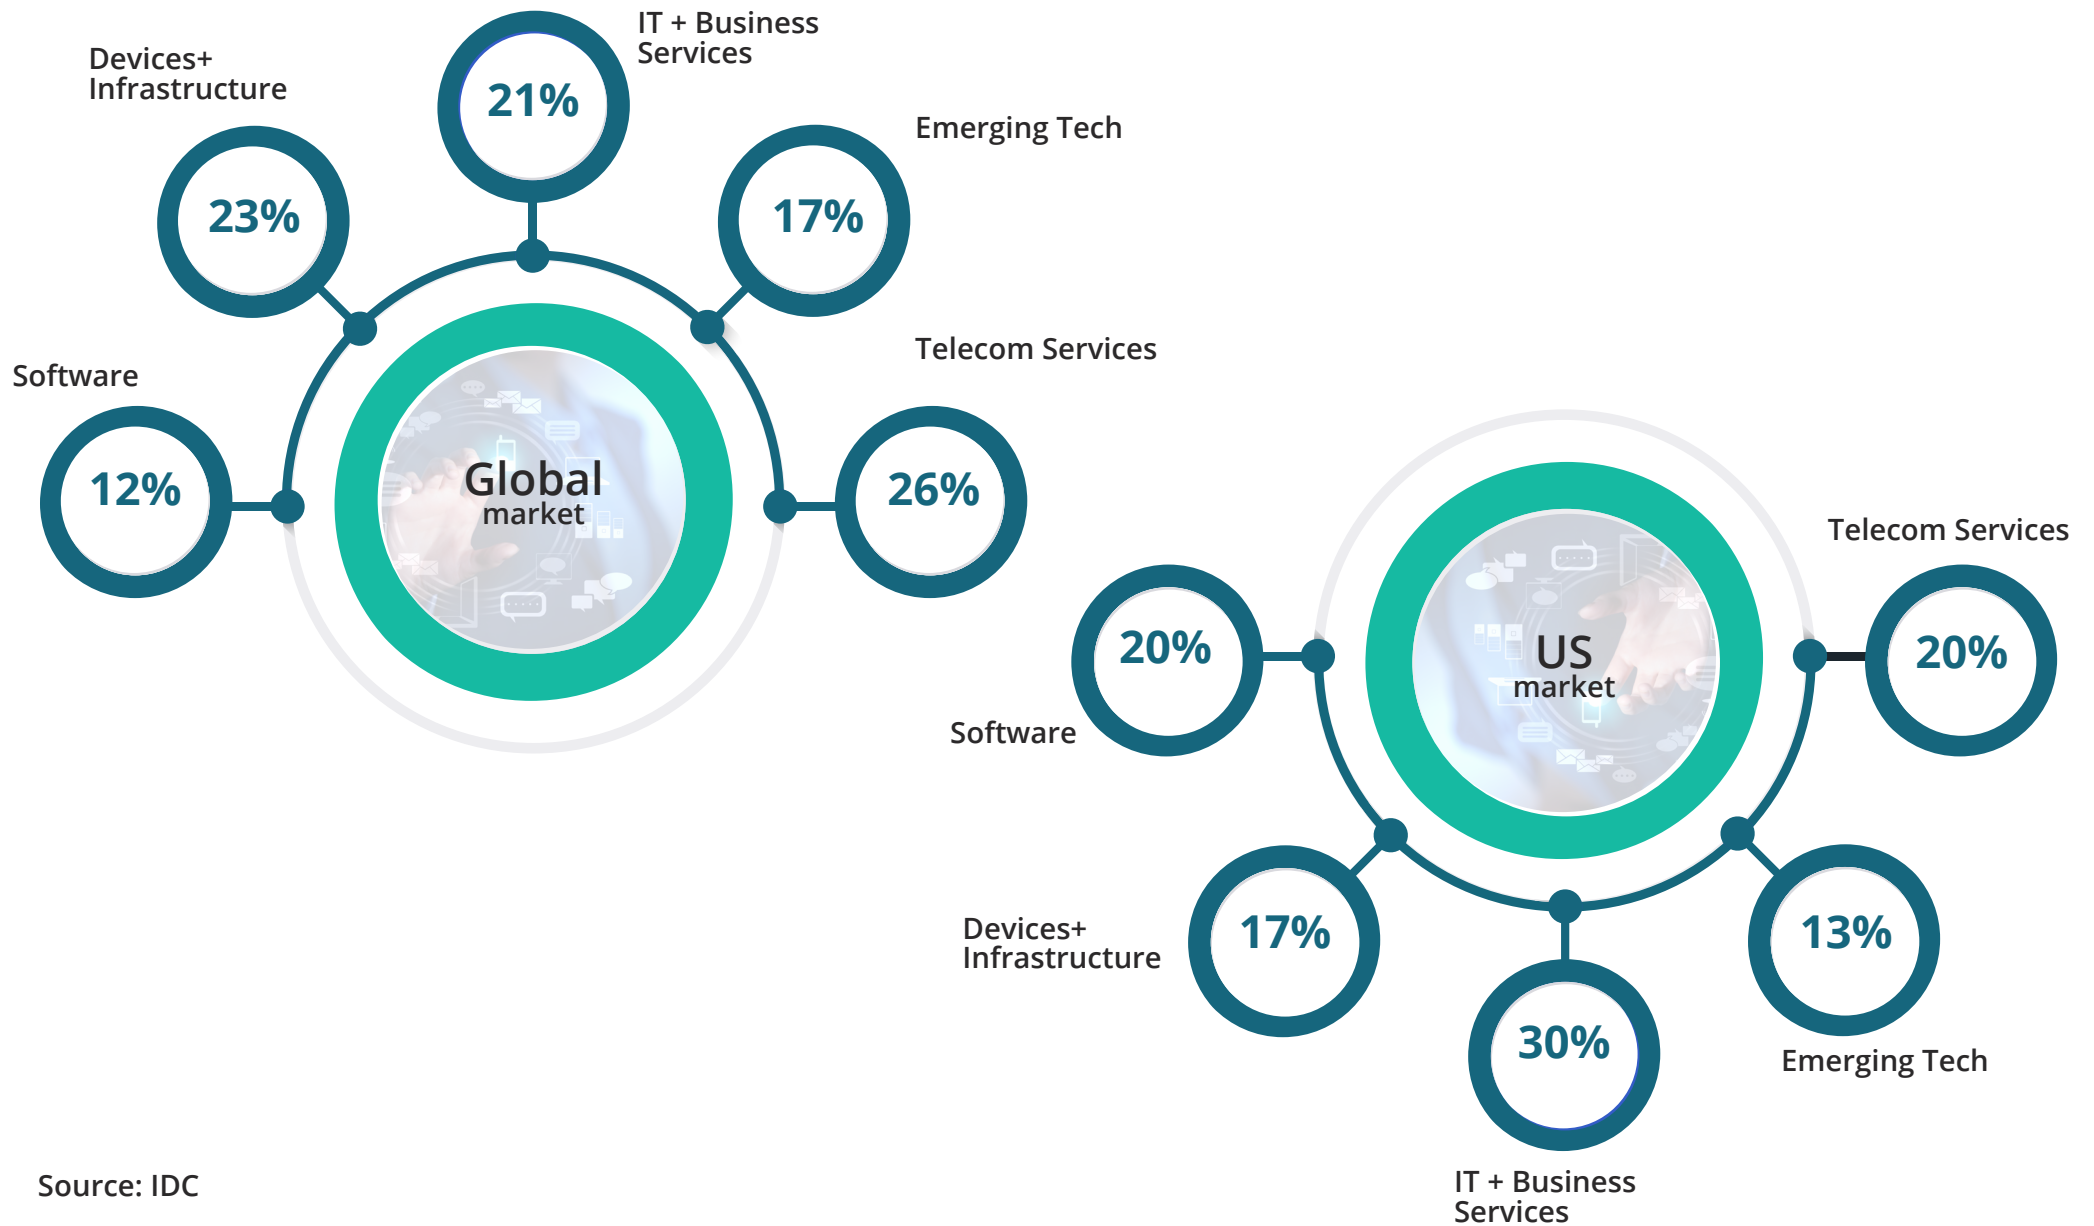 IT + Business
Services
21%
Devices+
Infrastructure
23%
Emerging Tech
17%
Telecom Services
26%
Software
12%
Global
market
Telecom Services
20%
US
market
20%
Software
Devices+
Infrastructure
17%
13%
Emerging Tech
30%
IT + Business
Services
Source: IDC